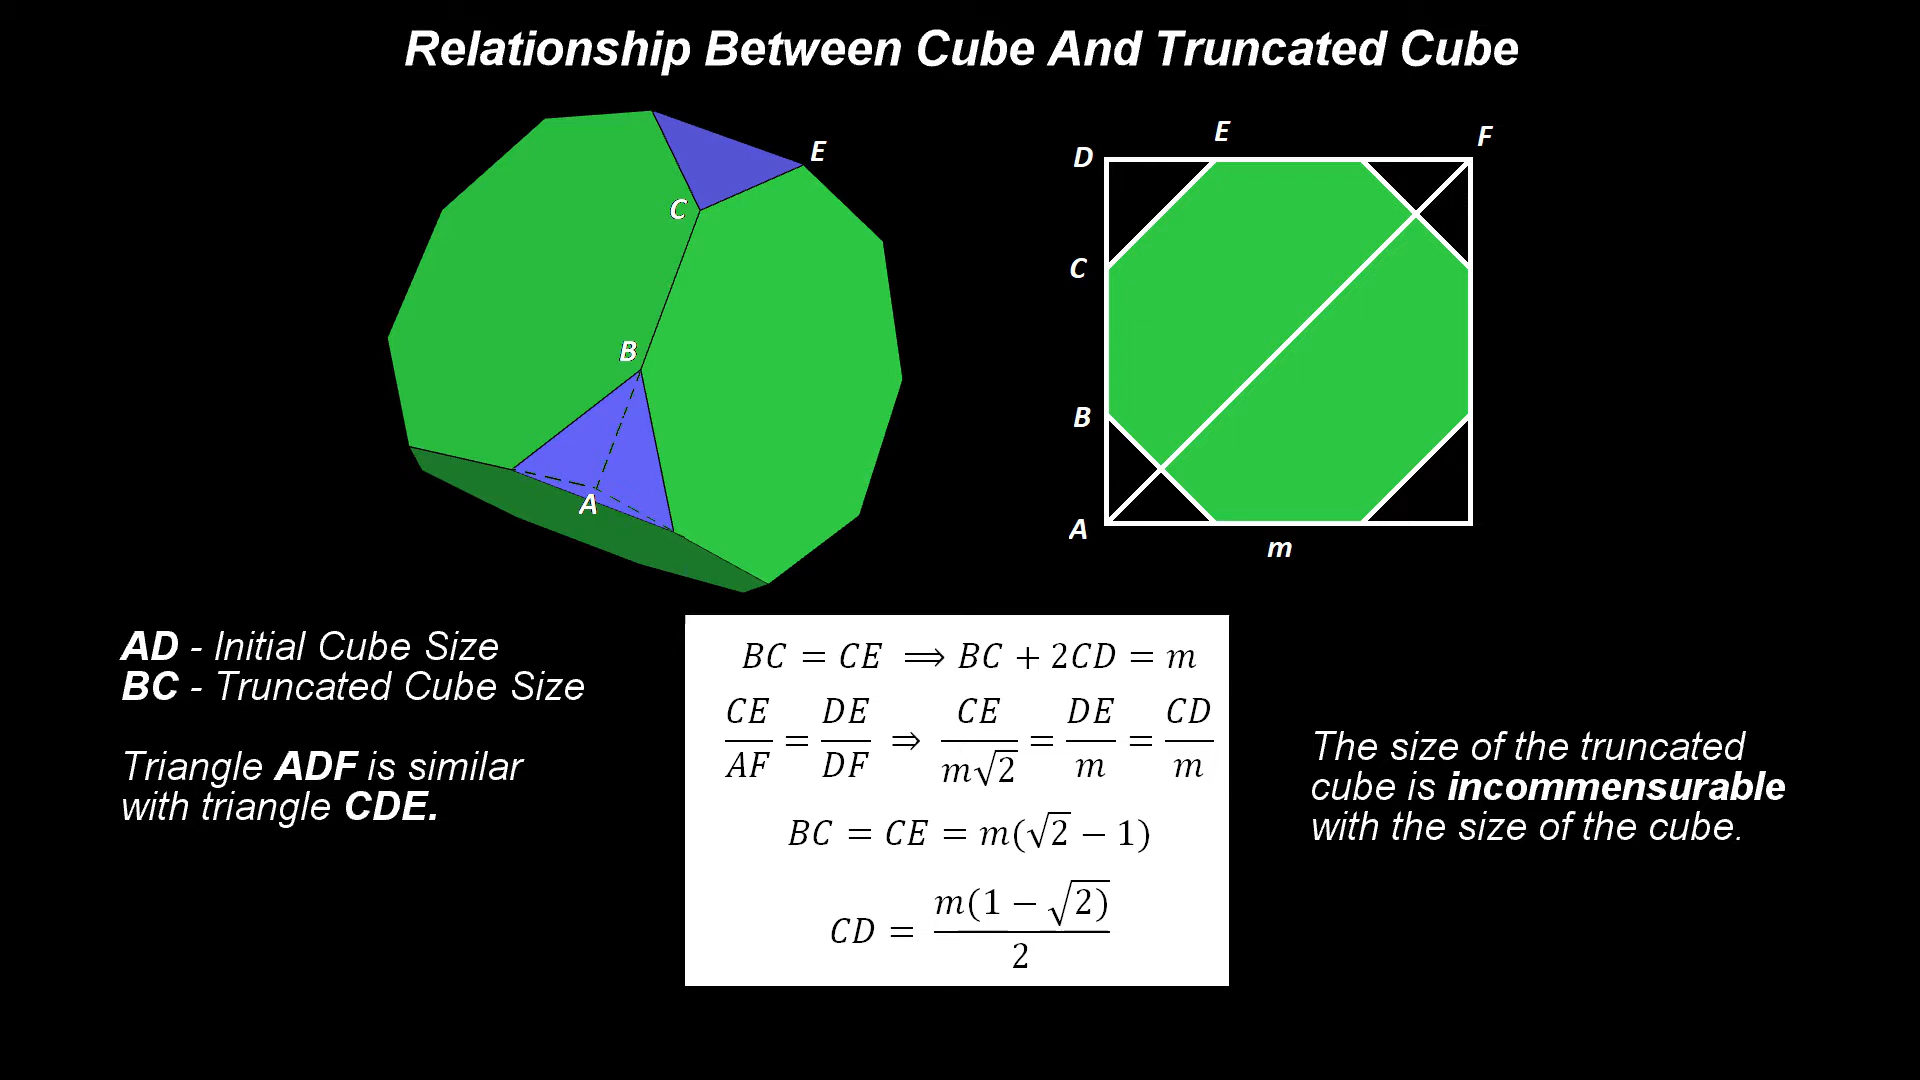 Relationship Between Cube And Truncated Cube
E
C
B
A
D E F
C
B
A
m
AD - Initial Cube Size
BC - Truncated Cube Size
Triangle ADF is similar
with triangle CDE.
BC = CE ⟹ BC + 2CD = m
CE/AF = DE/DF ⇒ CE/m√2 = DE/m = CD/m
BC = CE = m(√2 − 1)
CD = m(1 − √2)/2
The size of the truncated
cube is incommensurable
with the size of the cube.